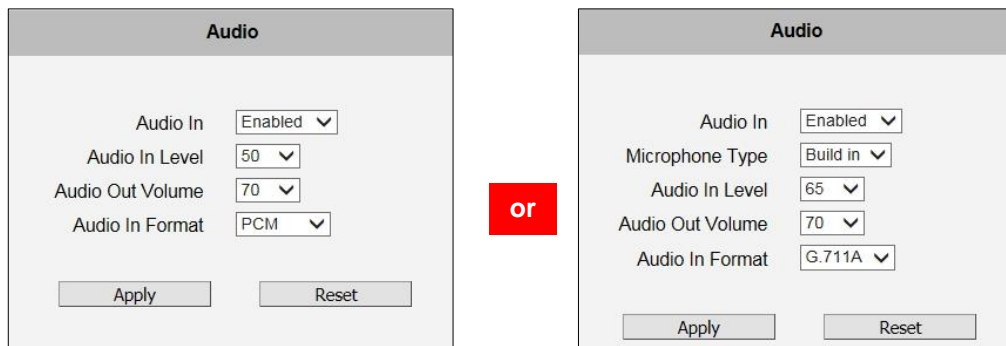 Audio
Audio In Enabled
Audio In Level 50
Audio Out Volume 70
Audio In Format PCM
Apply Reset
or
Audio
Audio In Enabled
Microphone Type Build in
Audio In Level 65
Audio Out Volume 70
Audio In Format G.711A
Apply Reset